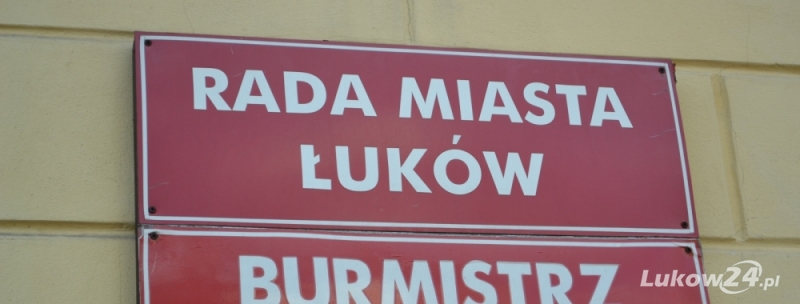 RADA MIASTA
ŁUKÓW
BURMISTRZ
Lukow24.pl